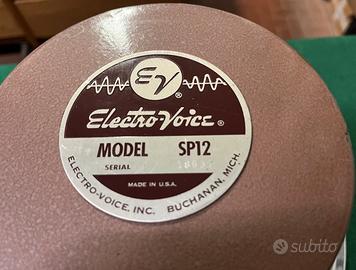 EV
®
Electro-Voice ®
MODEL SP12
SERIAL
MADE IN U.S.A.
ELECTRO-VOICE, INC. BUCHANAN, MICH.
subito